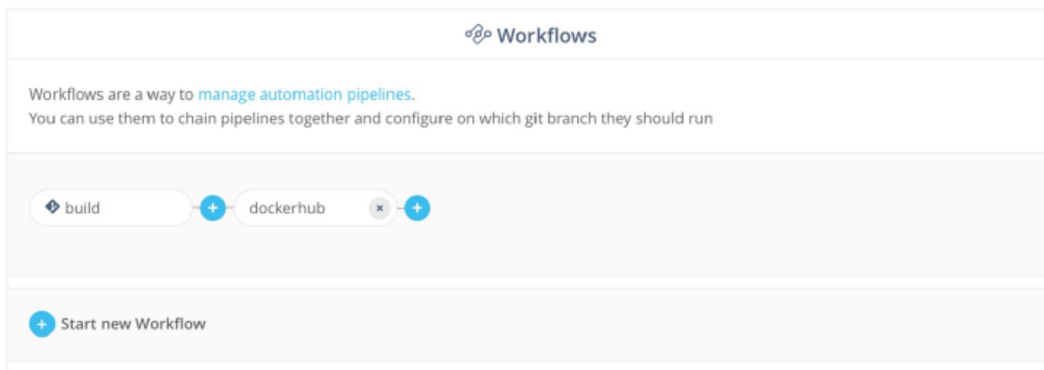 Workflows
Workflows are a way to manage automation pipelines.
You can use them to chain pipelines together and configure on which git branch they should run
build + dockerhub × +
+ Start new Workflow